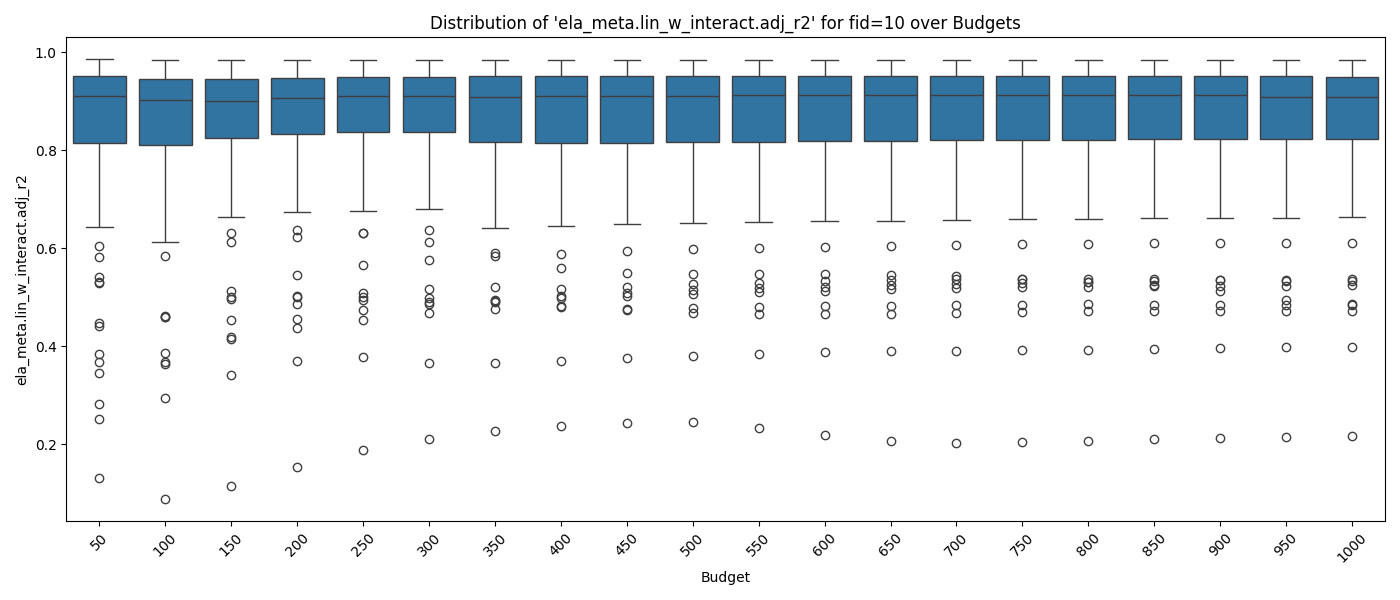 Distribution of 'ela_meta.lin_w_interact.adj_r2' for fid=10 over Budgets
ela_meta.lin_w_interact.adj_r2
1.0
0.8
0.6
0.4
0.2
50 100 150 200 250 300 350 400 450 500 550 600 650 700 750 800 850 900 950 1000
Budget